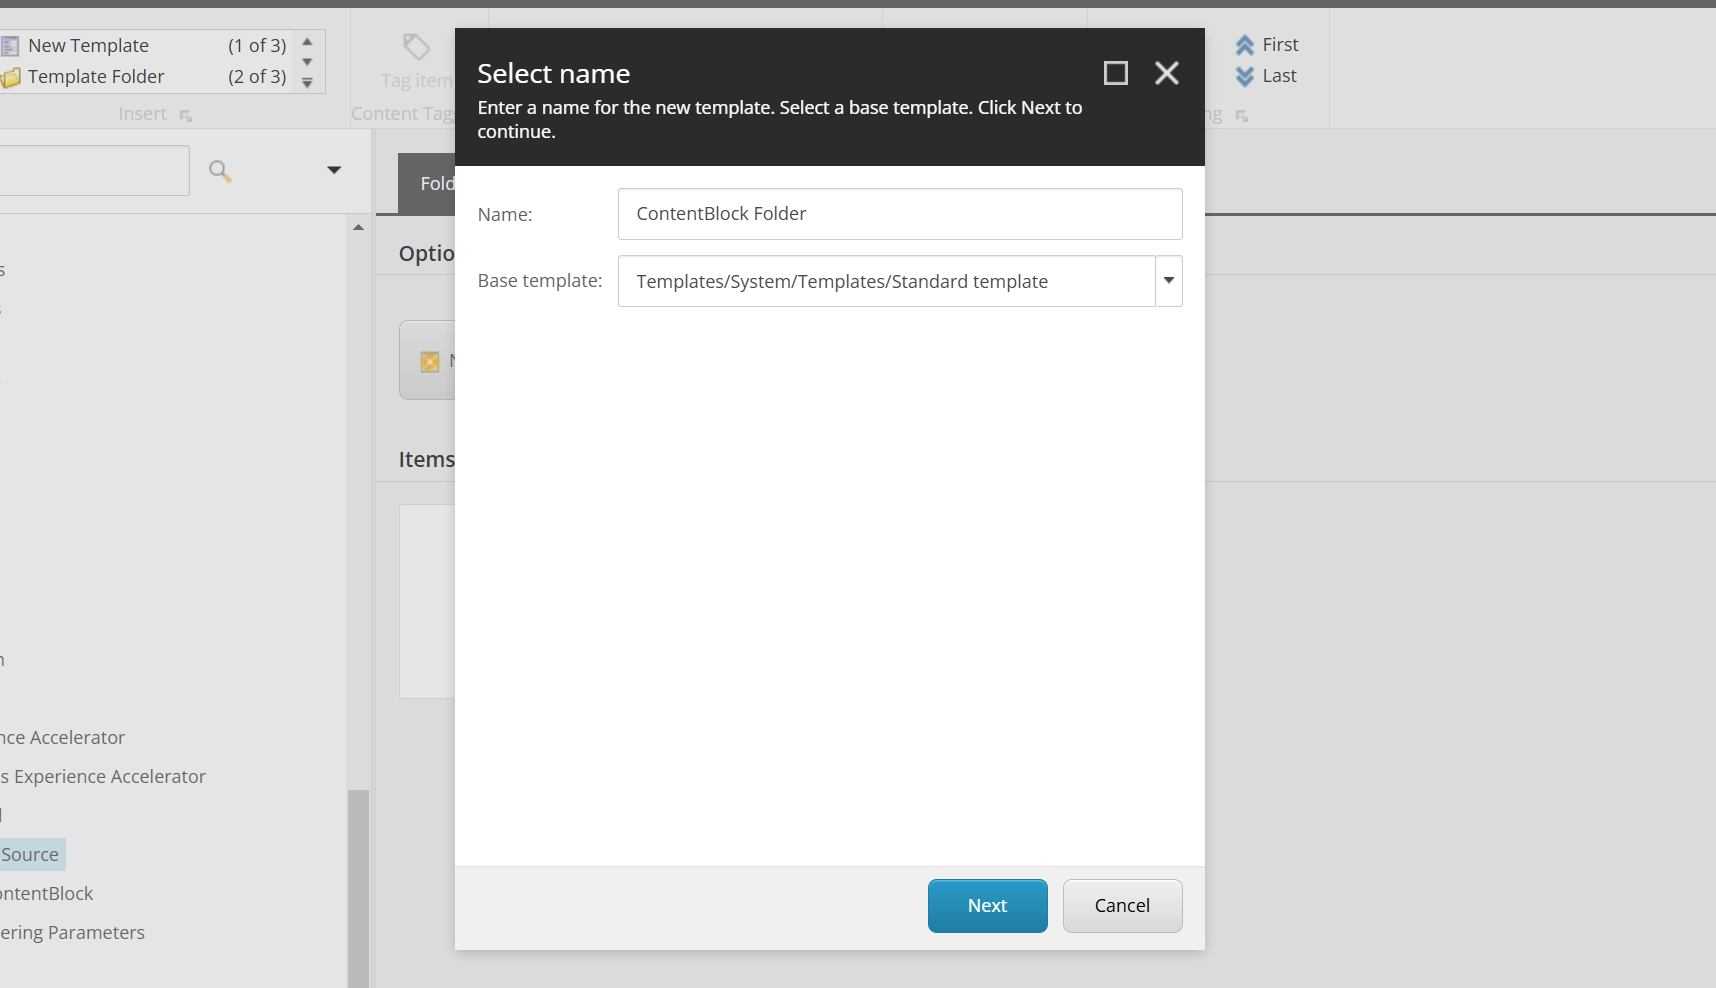 New Template (1 of 3)
Template Folder (2 of 3)
Insert
Tag item
Content Tag
First
Last
ng
Select name
Enter a name for the new template. Select a base template. Click Next to
continue.
Name: ContentBlock Folder
Base template: Templates/System/Templates/Standard template
Next Cancel
Fold
Optio
Items
nce Accelerator
s Experience Accelerator
Source
ontentBlock
ering Parameters